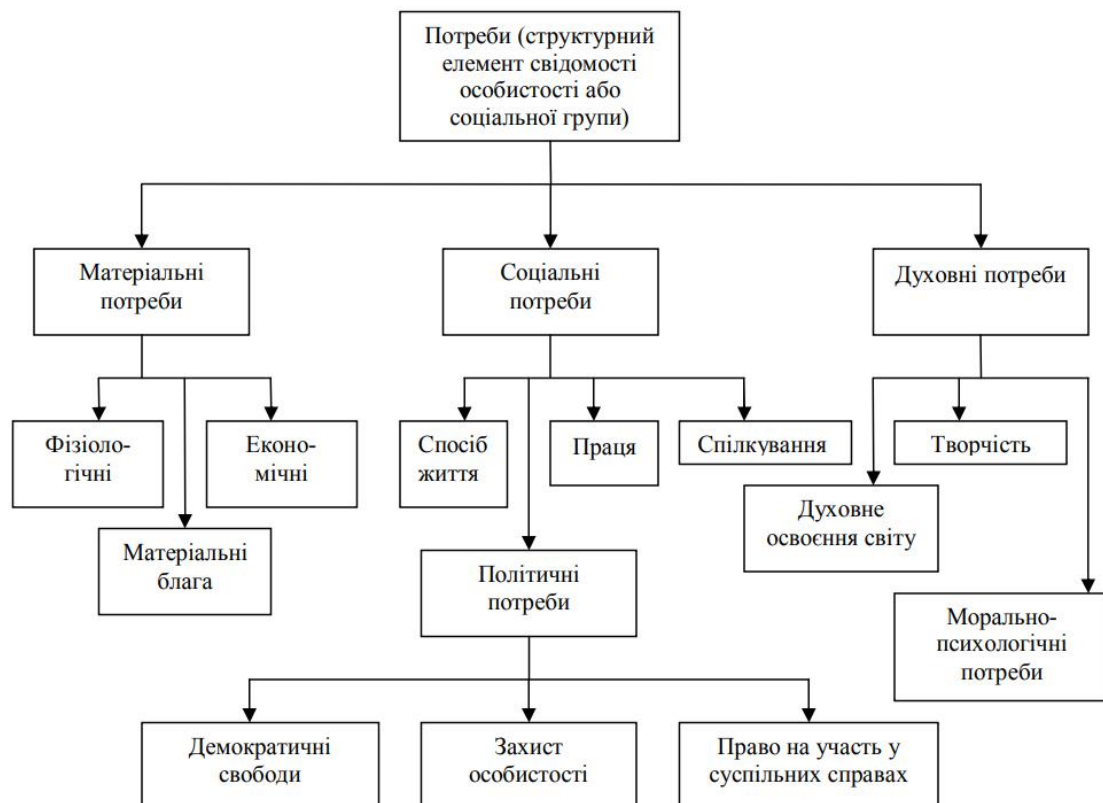 Потреби (структурний
елемент свідомості
особистості або
соціальної групи)
Матеріальні
потреби
Соціальні
потреби
Духовні потреби
Фізіоло-
гічні
Еконо-
мічні
Спосіб
життя
Праця
Спілкування
Творчість
Матеріальні
блага
Духовне
освоєння світу
Політичні
потреби
Морально-
психологічні
потреби
Демократичні
свободи
Захист
особистості
Право на участь у
суспільних справах